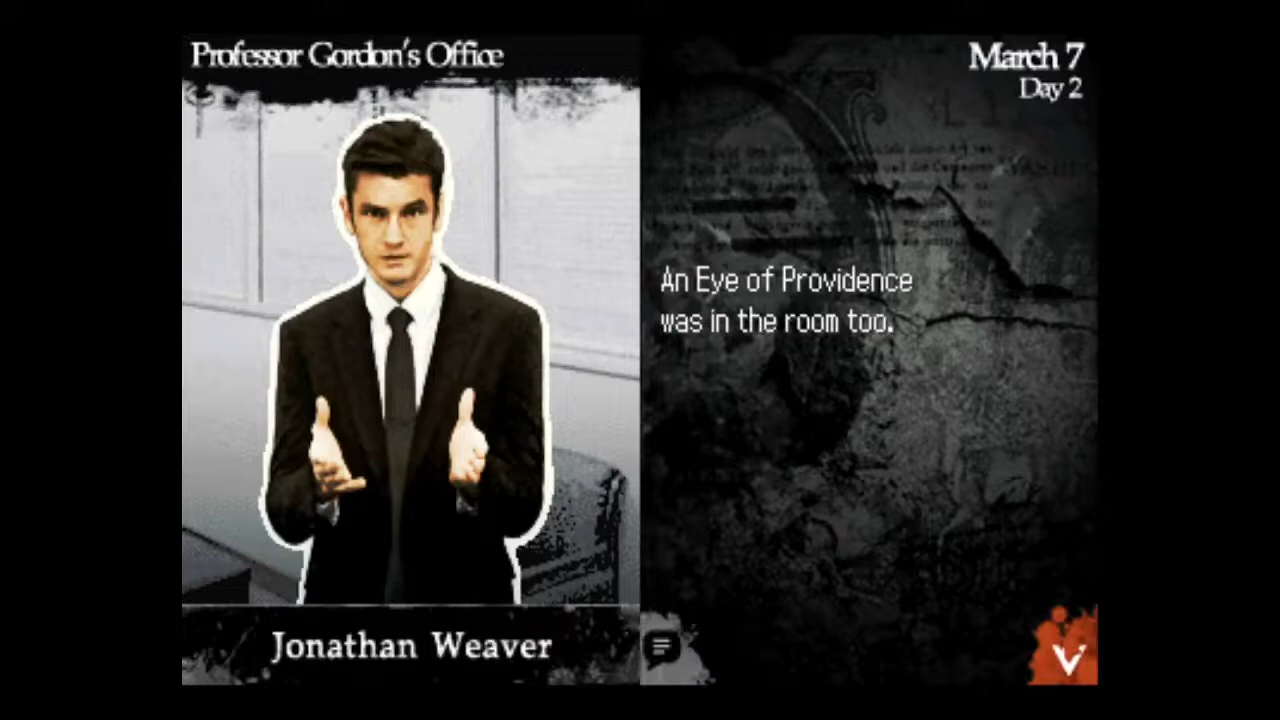 Professor Gordon's Office
March 7
Day 2
An Eye of Providence
was in the room too.
Jonathan Weaver